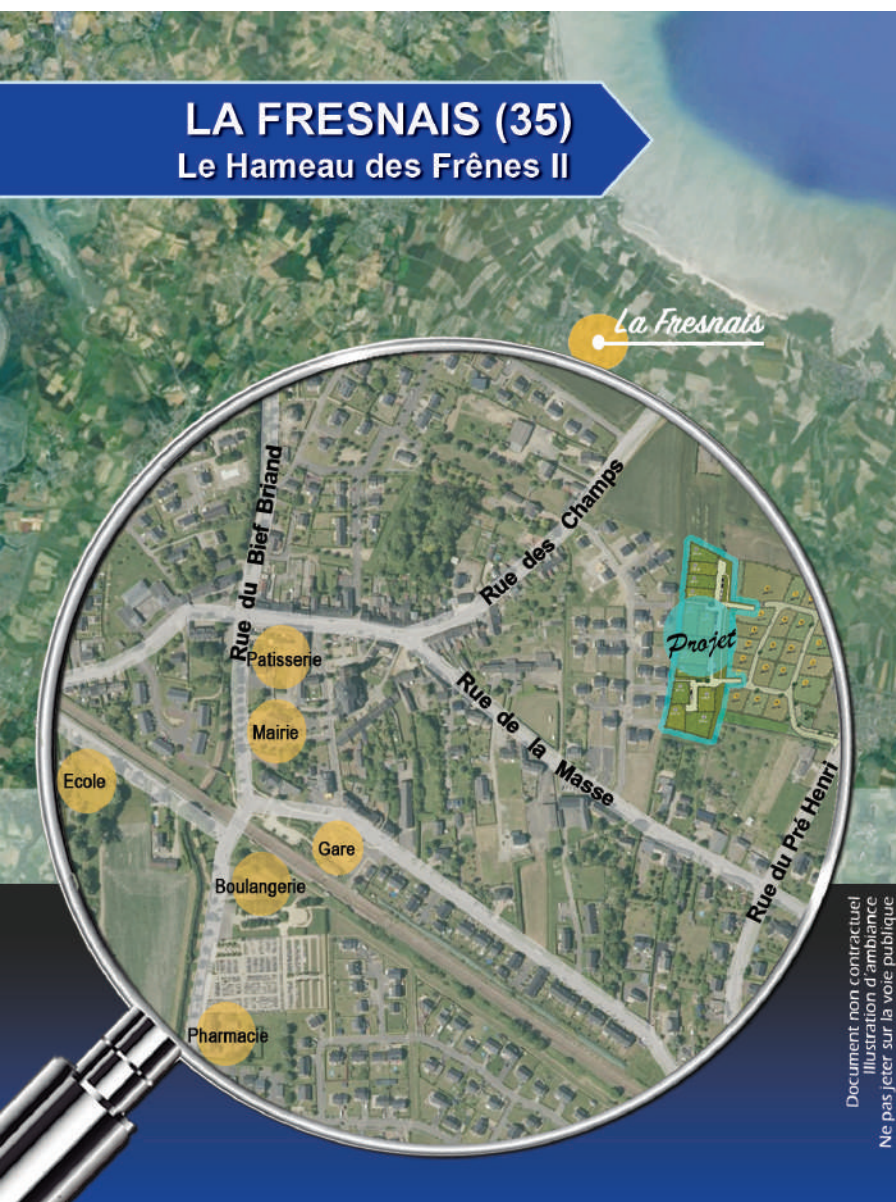 LA FRESNAIS (35)
Le Hameau des Frênes II
La Fresnais
Rue du Bief Briand
Rue des Champs
Projet
Patisserie
Rue de la Masse
Mairie
Ecole
Gare
Rue du Pré Henri
Boulangerie
Pharmacie
Document non contractuel
Illustration d'ambiance
Ne pas jeter sur la voie publique